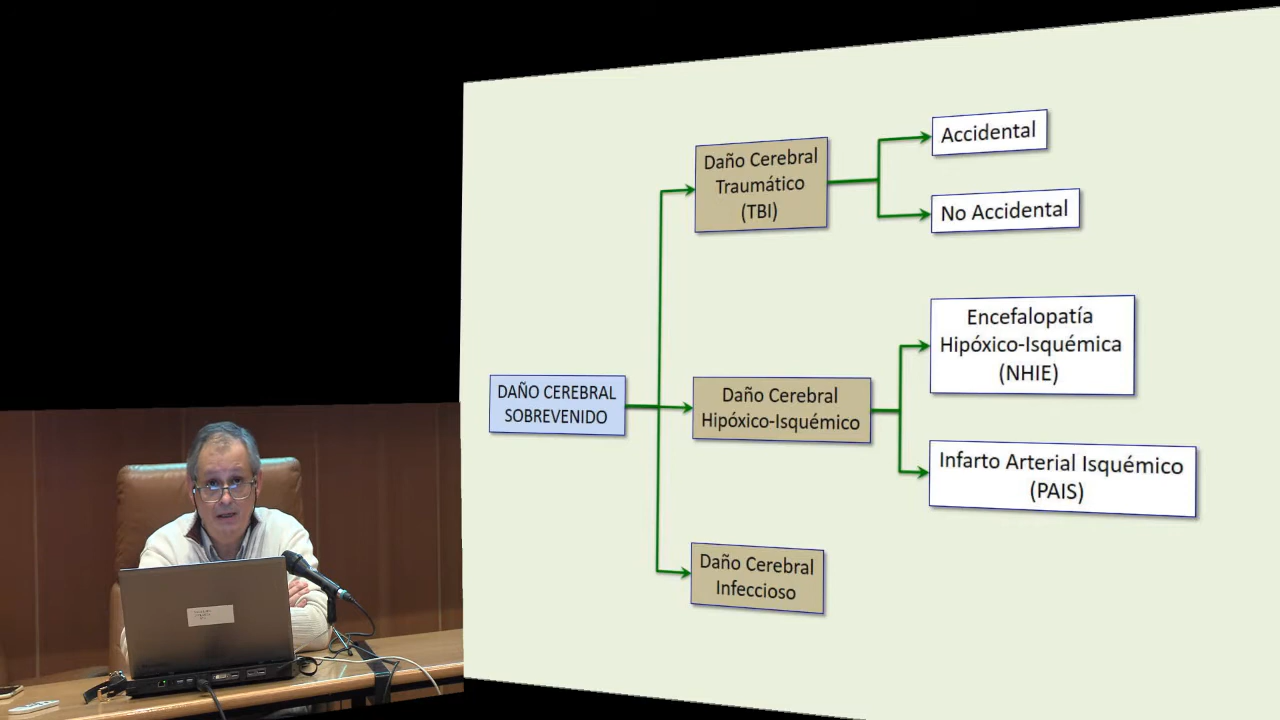 DAÑO CEREBRAL
SOBREVENIDO
Daño Cerebral
Traumático
(TBI)
Accidental
No Accidental
Daño Cerebral
Hipóxico-Isquémico
Encefalopatía
Hipóxico-Isquémica
(NHIE)
Infarto Arterial Isquémico
(PAIS)
Daño Cerebral
Infeccioso